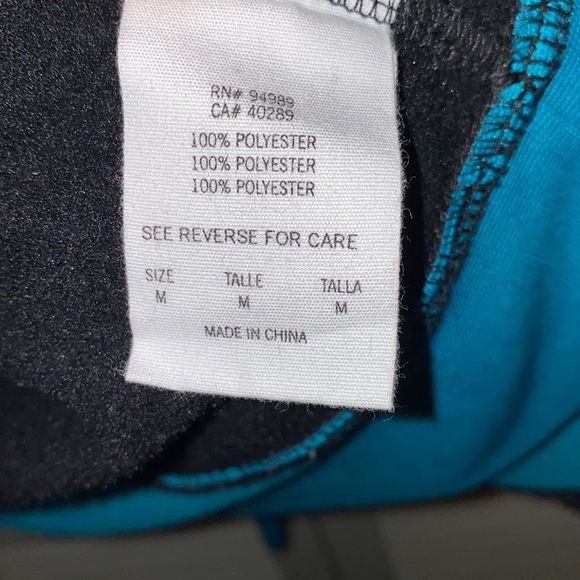 RN# 94989
CA# 40289
100% POLYESTER
100% POLYESTER
100% POLYESTER
SEE REVERSE FOR CARE
SIZE TALLE TALLA
M M M
MADE IN CHINA